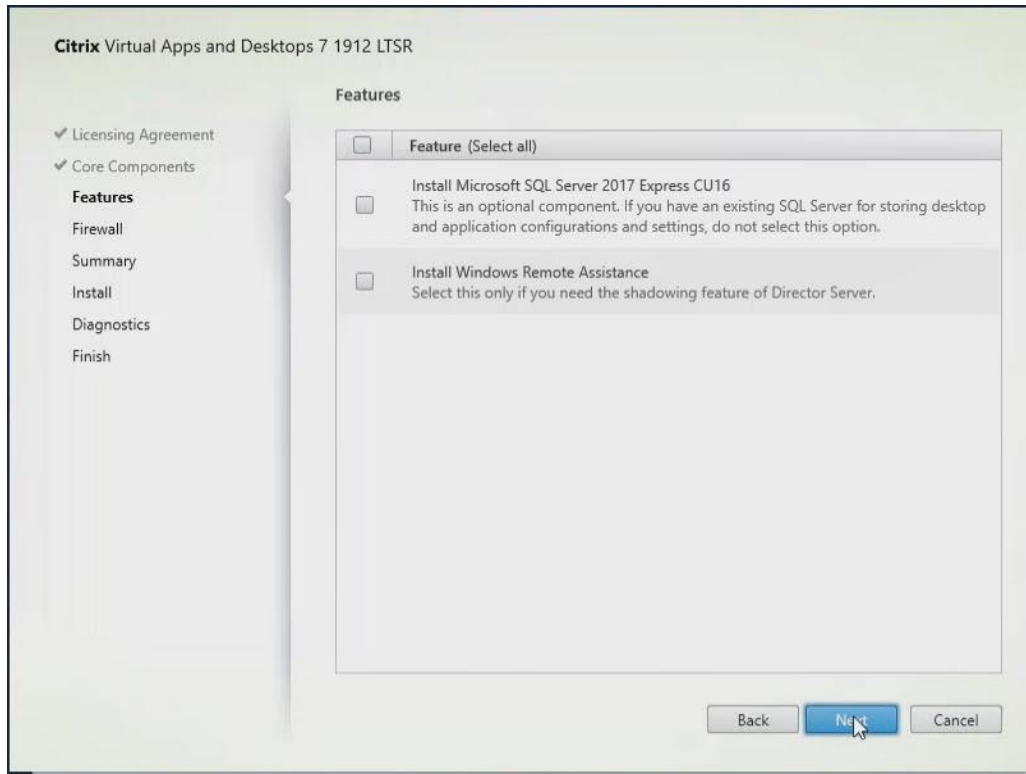 Citrix Virtual Apps and Desktops 7 1912 LTSR
Features
✔ Licensing Agreement
✔ Core Components
Features
Firewall
Summary
Install
Diagnostics
Finish
Feature (Select all)
Install Microsoft SQL Server 2017 Express CU16
This is an optional component. If you have an existing SQL Server for storing desktop
and application configurations and settings, do not select this option.
Install Windows Remote Assistance
Select this only if you need the shadowing feature of Director Server.
Back
Next
Cancel